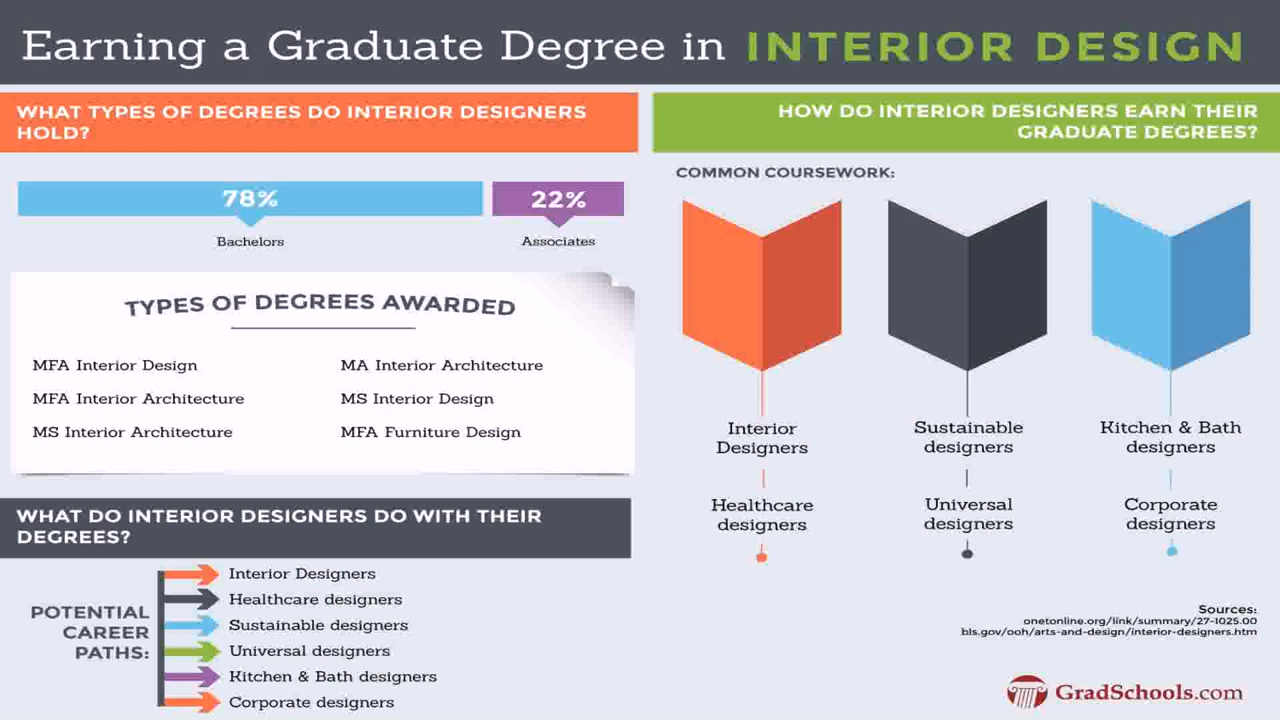 Earning a Graduate Degree in INTERIOR DESIGN
WHAT TYPES OF DEGREES DO INTERIOR DESIGNERS
HOLD?
78%
22%
Bachelors
Associates
TYPES OF DEGREES AWARDED
MFA Interior Design
MA Interior Architecture
MFA Interior Architecture
MS Interior Design
MS Interior Architecture
MFA Furniture Design
WHAT DO INTERIOR DESIGNERS DO WITH THEIR
DEGREES?
POTENTIAL
CAREER
PATHS:
Interior Designers
Healthcare designers
Sustainable designers
Universal designers
Kitchen & Bath designers
Corporate designers
HOW DO INTERIOR DESIGNERS EARN THEIR
GRADUATE DEGREES?
COMMON COURSEWORK:
Interior
Designers
Healthcare
designers
Sustainable
designers
Universal
designers
Kitchen & Bath
designers
Corporate
designers
Sources:
onetonline.org/link/summary/27-1025.00
bls.gov/ooh/arts-and-design/interior-designers.htm
GradSchools.com